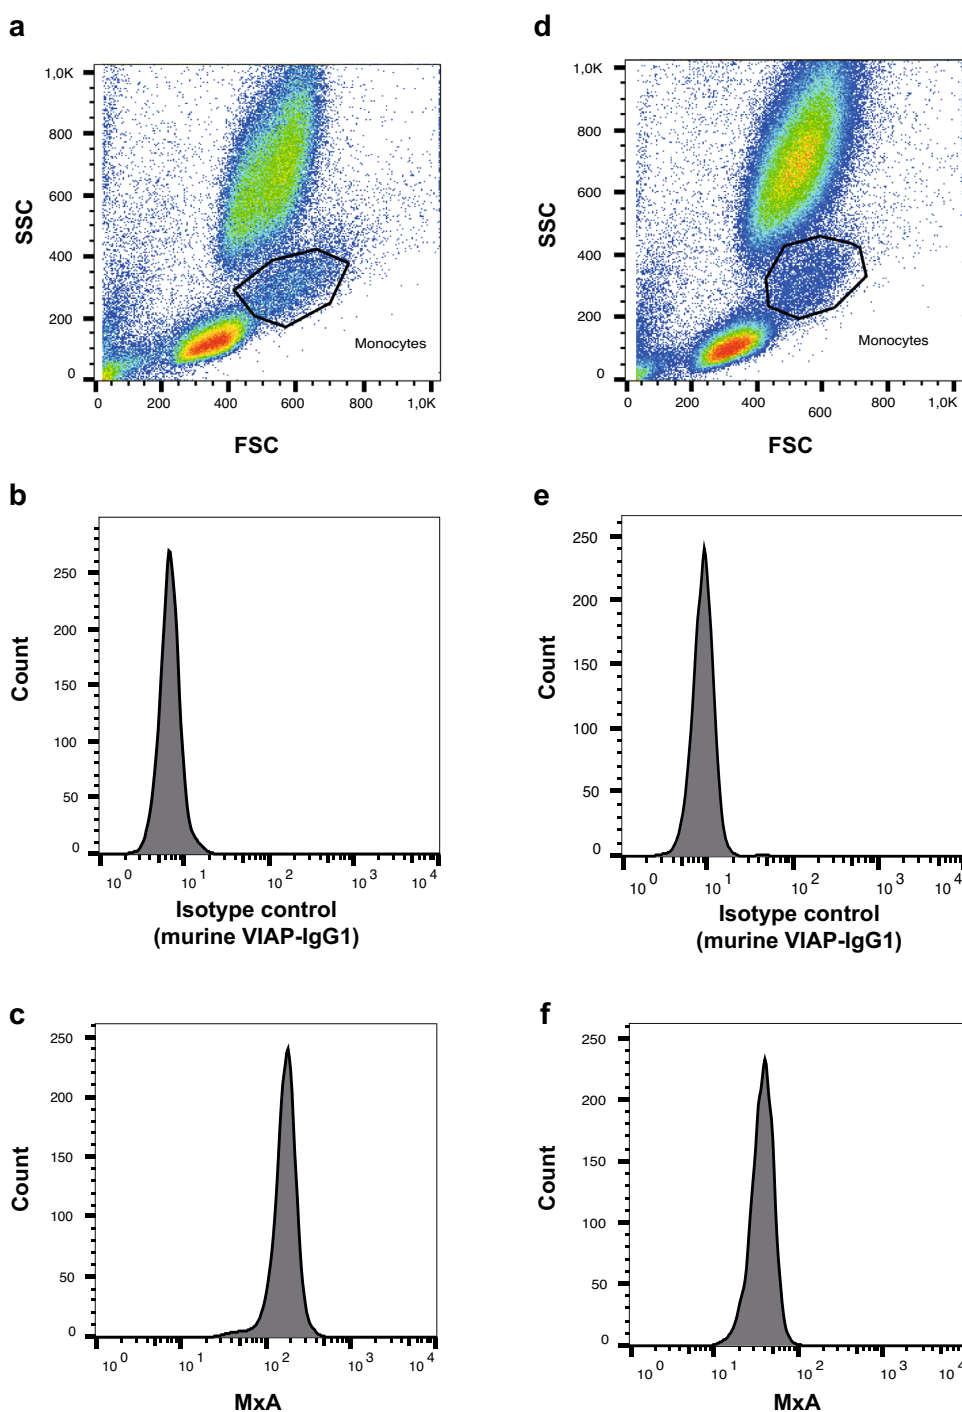 a
1,0K
800
600
400
200
0
SSC
Monocytes
0 200 400 600 800 1,0K
FSC
d
1,0K
800
600
400
200
0
SSC
Monocytes
0 200 400 600 800 1,0K
FSC
b
250
200
150
100
50
0
Count
10^0 10^1 10^2 10^3 10^4
Isotype control
(murine VIAP-IgG1)
e
250
200
150
100
50
0
Count
10^0 10^1 10^2 10^3 10^4
Isotype control
(murine VIAP-IgG1)
c
250
200
150
100
50
0
Count
10^0 10^1 10^2 10^3 10^4
MxA
f
250
200
150
100
50
0
Count
10^0 10^1 10^2 10^3 10^4
MxA